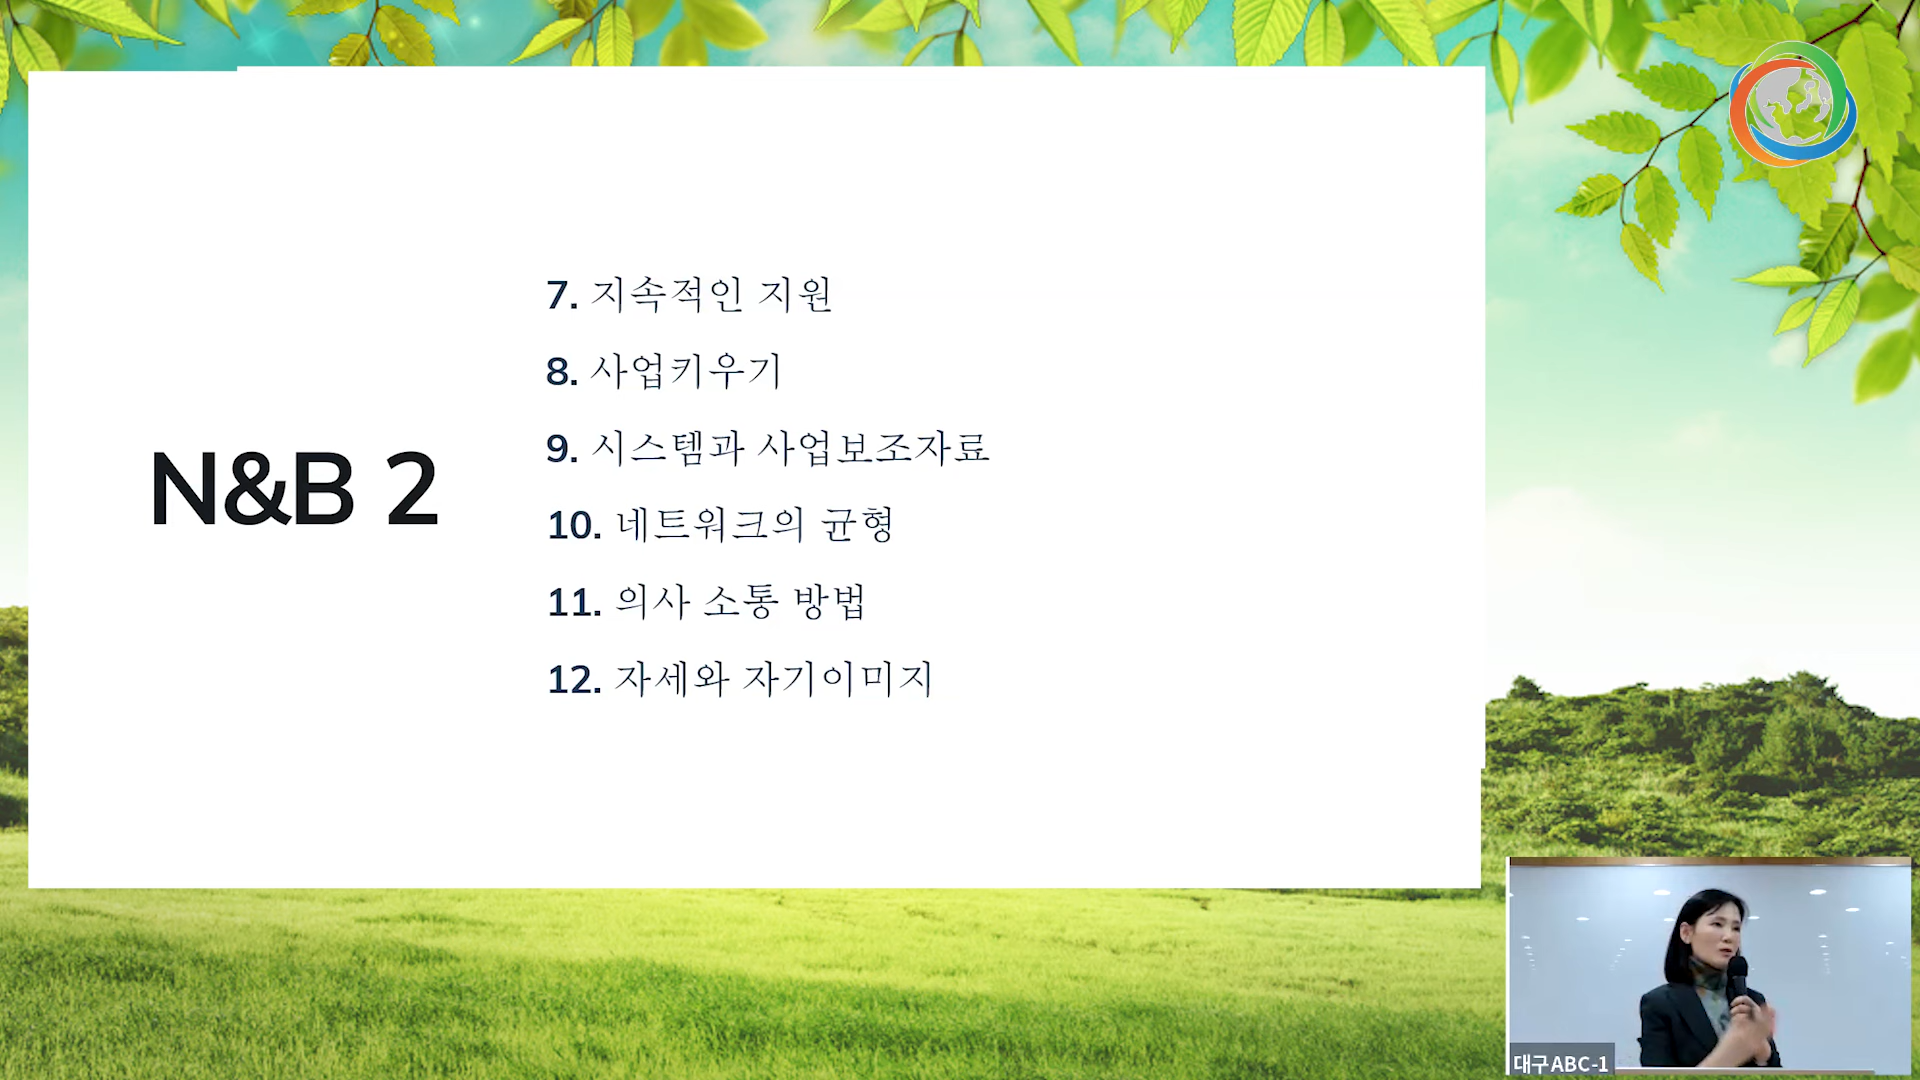 N&B 2
7. 지속적인 지원
8. 사업키우기
9. 시스템과 사업보조자료
10. 네트워크의 균형
11. 의사 소통 방법
12. 자세와 자기이미지
대구ABC-1